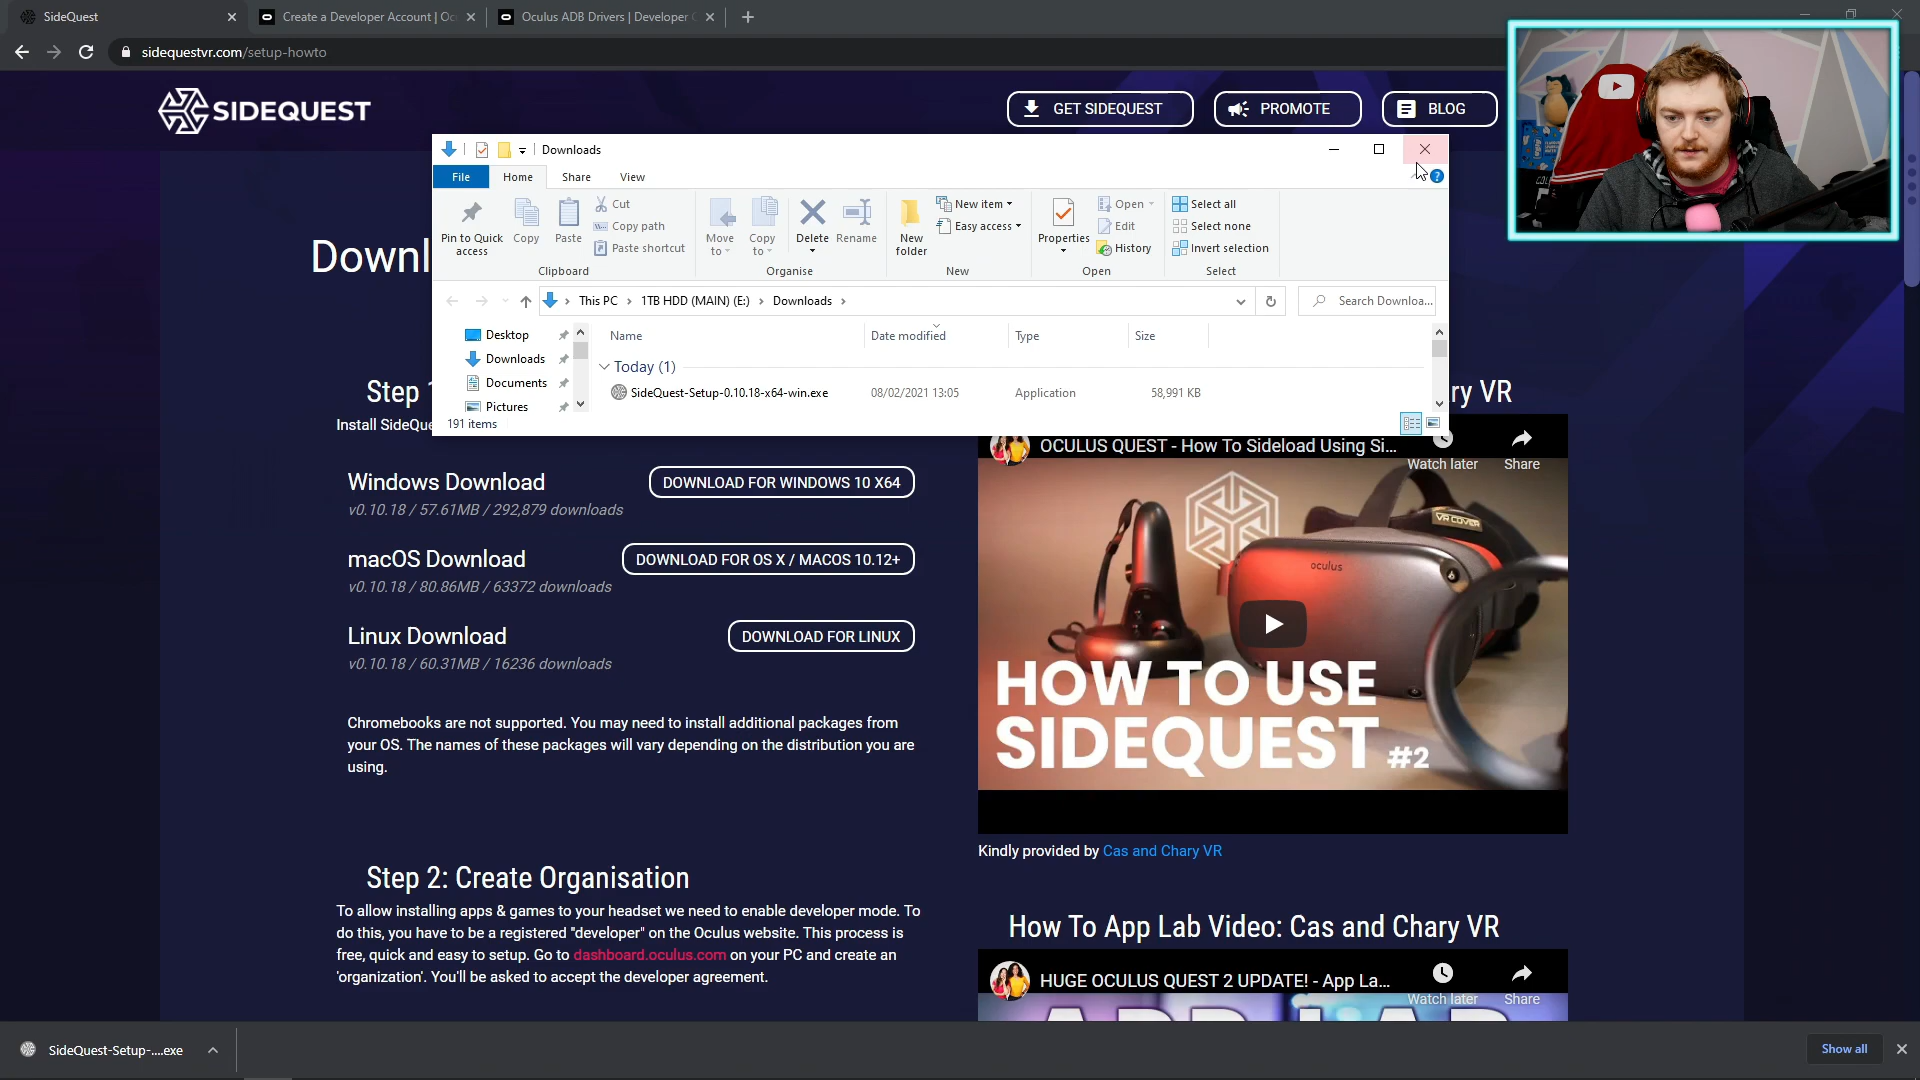 SideQuest
Create a Developer Account | Oc
Oculus ADB Drivers | Developer
sidequestvr.com/setup-howto
SIDEQUEST
GET SIDEQUEST
PROMOTE
BLOG
Downl
Downloads
File
Home
Share
View
Pin to Quick access
Copy
Paste
Cut
Copy path
Paste shortcut
Clipboard
Move to
Copy to
Delete
Rename
Organise
New folder
New item
Easy access
New
Properties
Open
Edit
History
Open
Select all
Select none
Invert selection
Select
This PC > 1TB HDD (MAIN) (E:) > Downloads >
Search Downloa...
Desktop
Downloads
Documents
Pictures
Name
Date modified
Type
Size
Today (1)
SideQuest-Setup-0.10.18-x64-win.exe
08/02/2021 13:05
Application
58,991 KB
191 items
Step
Install SideQue
Windows Download
DOWNLOAD FOR WINDOWS 10 X64
v0.10.18 / 57.61MB / 292,879 downloads
macOS Download
DOWNLOAD FOR OS X / MACOS 10.12+
v0.10.18 / 80.86MB / 63372 downloads
Linux Download
DOWNLOAD FOR LINUX
v0.10.18 / 60.31MB / 16236 downloads
Chromebooks are not supported. You may need to install additional packages from
your OS. The names of these packages will vary depending on the distribution you are
using.
Step 2: Create Organisation
To allow installing apps & games to your headset we need to enable developer mode. To
do this, you have to be a registered "developer" on the Oculus website. This process is
free, quick and easy to setup. Go to dashboard.oculus.com on your PC and create an
'organization'. You'll be asked to accept the developer agreement.
ry VR
OCULUS QUEST - How To Sideload Using Si...
Watch later
Share
VR COVER
oculus
HOW TO USE
SIDEQUEST #2
Kindly provided by Cas and Chary VR
How To App Lab Video: Cas and Chary VR
HUGE OCULUS QUEST 2 UPDATE! - App La...
Watch later
Share
APP LAB
SideQuest-Setup-....exe
Show all